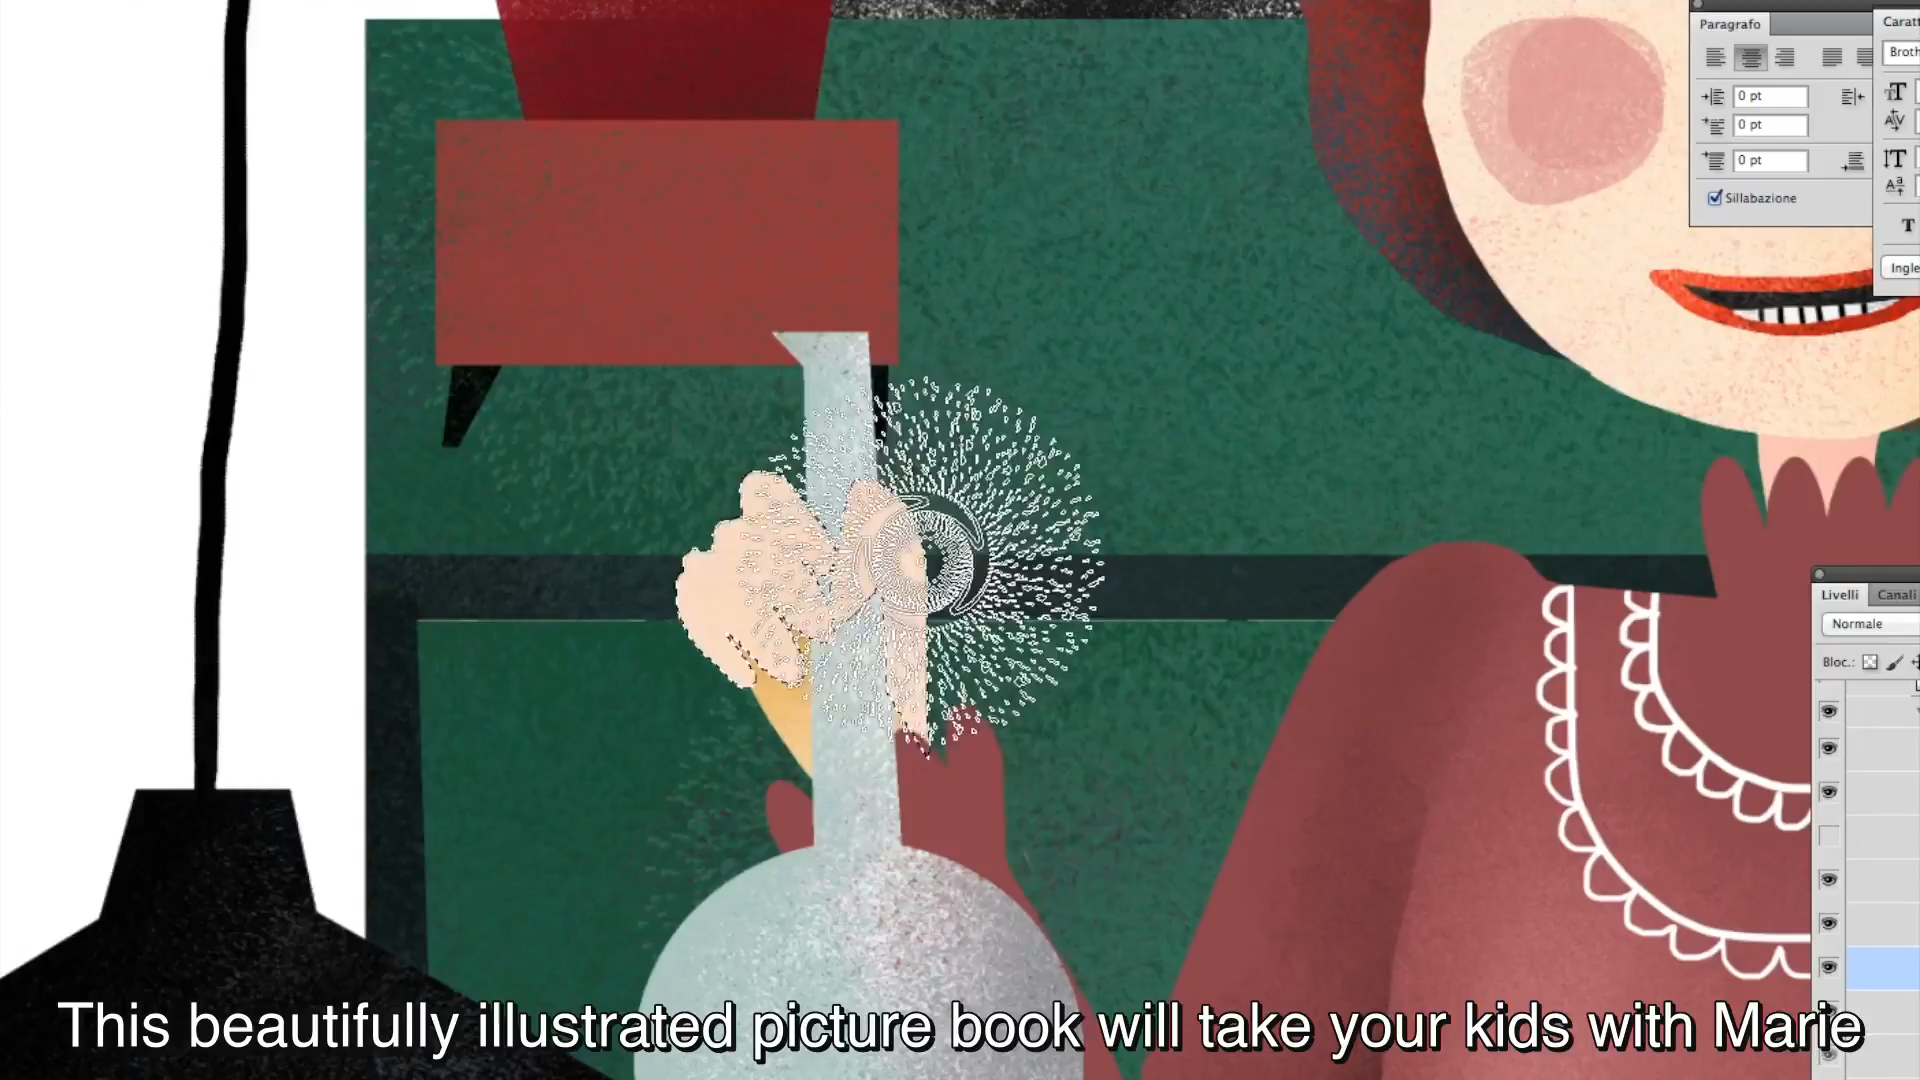 Paragrafo
Caratt
Broth
0 pt
0 pt
0 pt
Sillabazione
Ingle
Livelli
Canali
Normale
Bloc.:
This beautifully illustrated picture book will take your kids with Marie